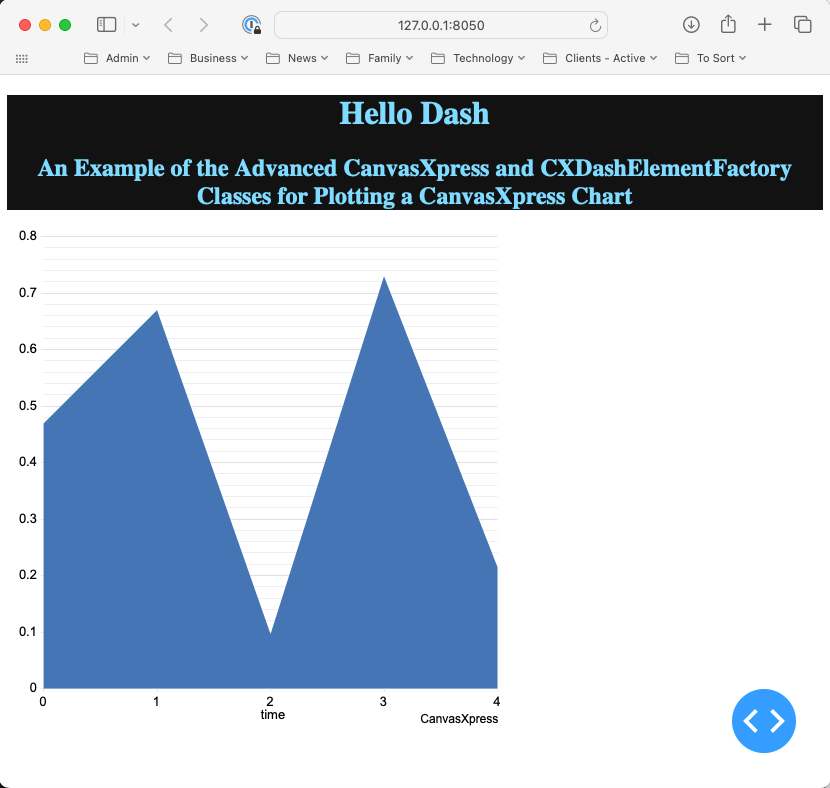 127.0.0.1:8050
Admin Business News Family Technology Clients - Active To Sort
Hello Dash
An Example of the Advanced CanvasXpress and CXDashElementFactory
Classes for Plotting a CanvasXpress Chart
0.8
0.7
0.6
0.5
0.4
0.3
0.2
0.1
0
0 1 2 3 4
time
CanvasXpress